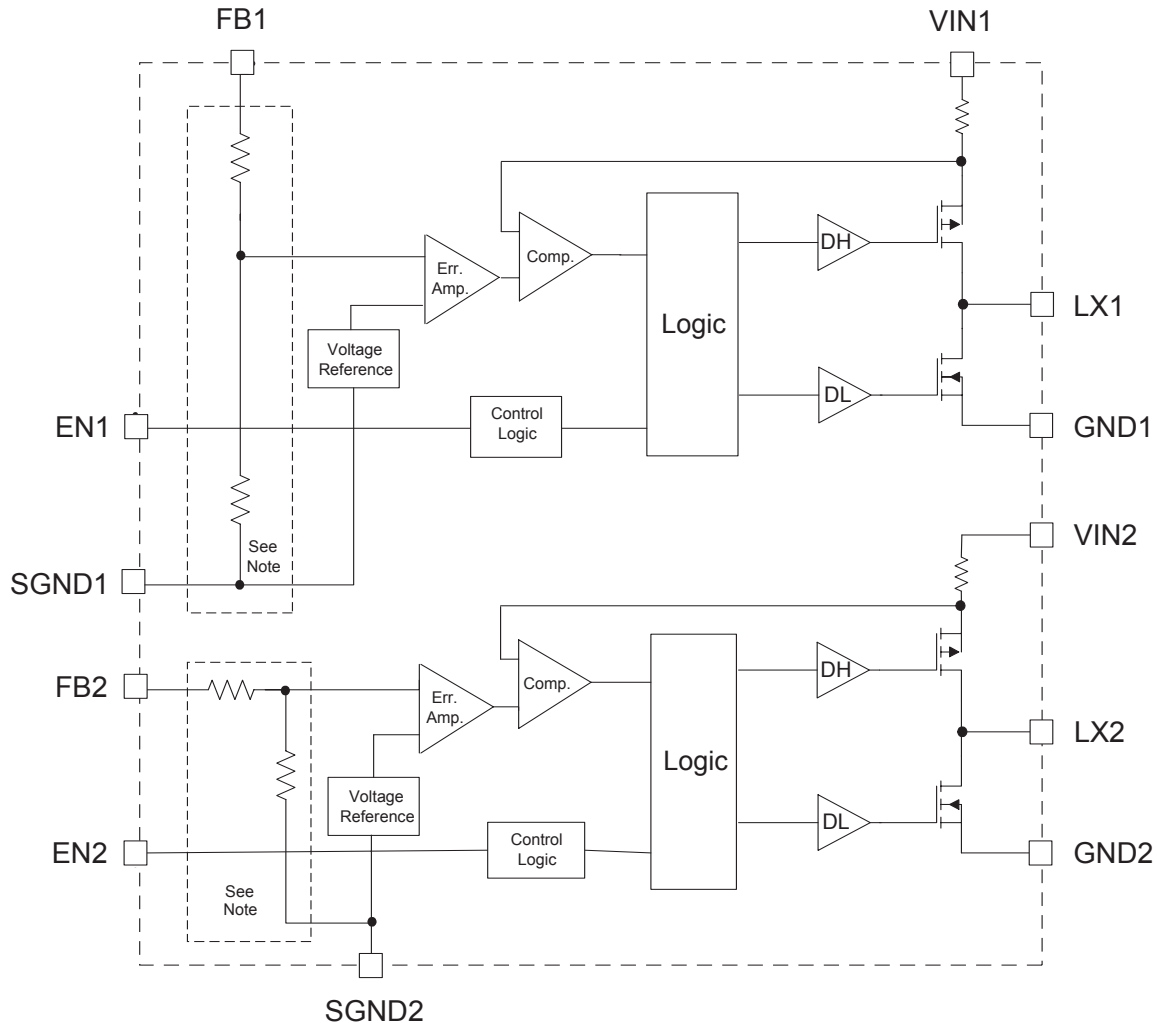 FB1
VIN1
DH
Comp.
Err.
Amp.
LX1
Logic
Voltage
Reference
DL
EN1
Control
Logic
GND1
VIN2
See
Note
SGND1
DH
FB2
Comp.
Err.
Amp.
LX2
Logic
Voltage
Reference
DL
EN2
Control
Logic
GND2
See
Note
SGND2